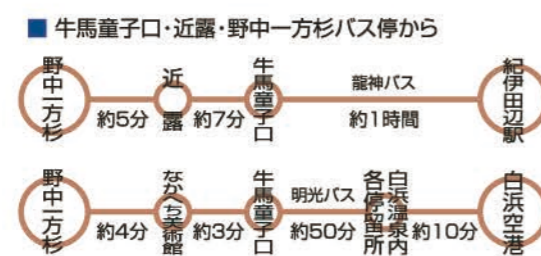 ■ 牛馬童子口・近露・野中一方杉バス停から
野中一方杉
約5分
近露
約7分
牛馬童子口
龍神バス
約1時間
紀伊田辺駅
野中一方杉
約4分
なかへち美術館
約3分
牛馬童子口
明光バス
約50分
白浜温泉内
各停留所
約10分
白浜空港